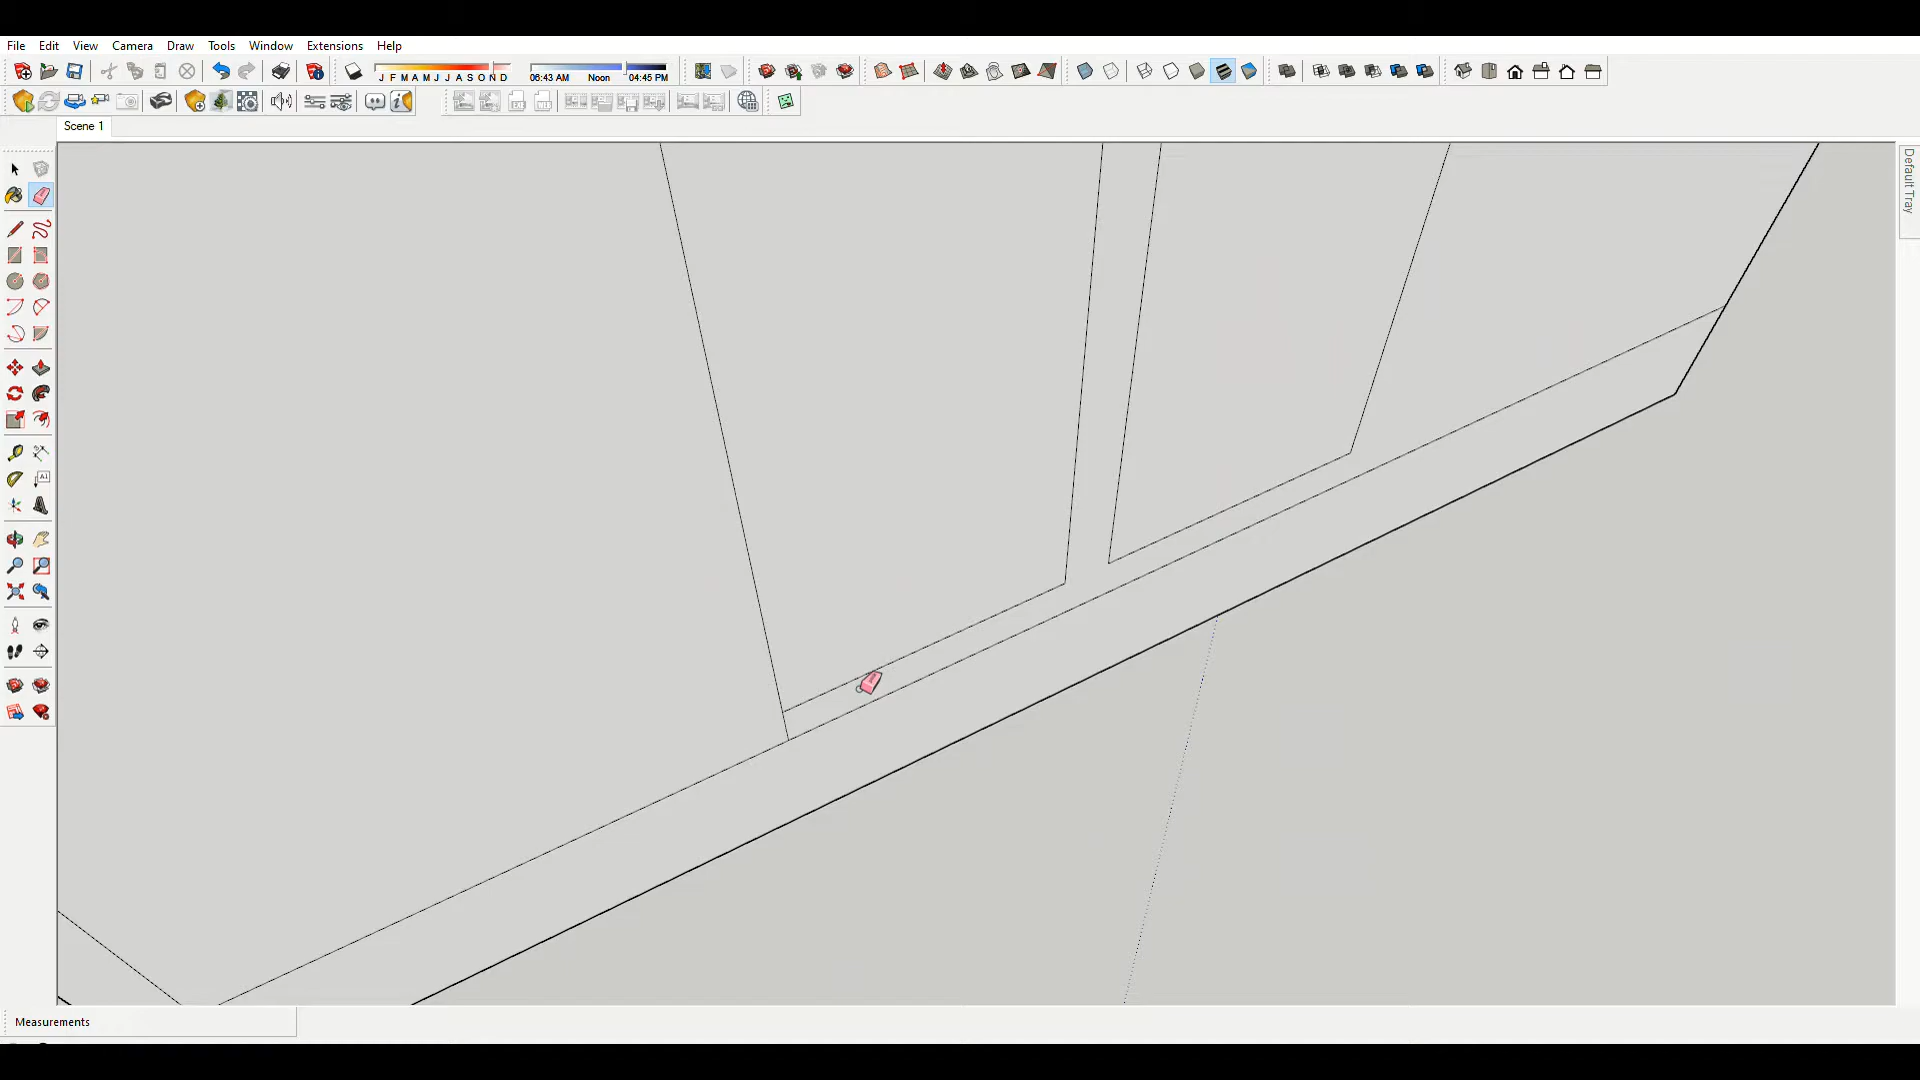 File Edit View Camera Draw Tools Window Extensions Help
J F M A M J J A S O N D 06:43 AM Noon 04:45 PM
Scene 1
Default Tray
Measurements